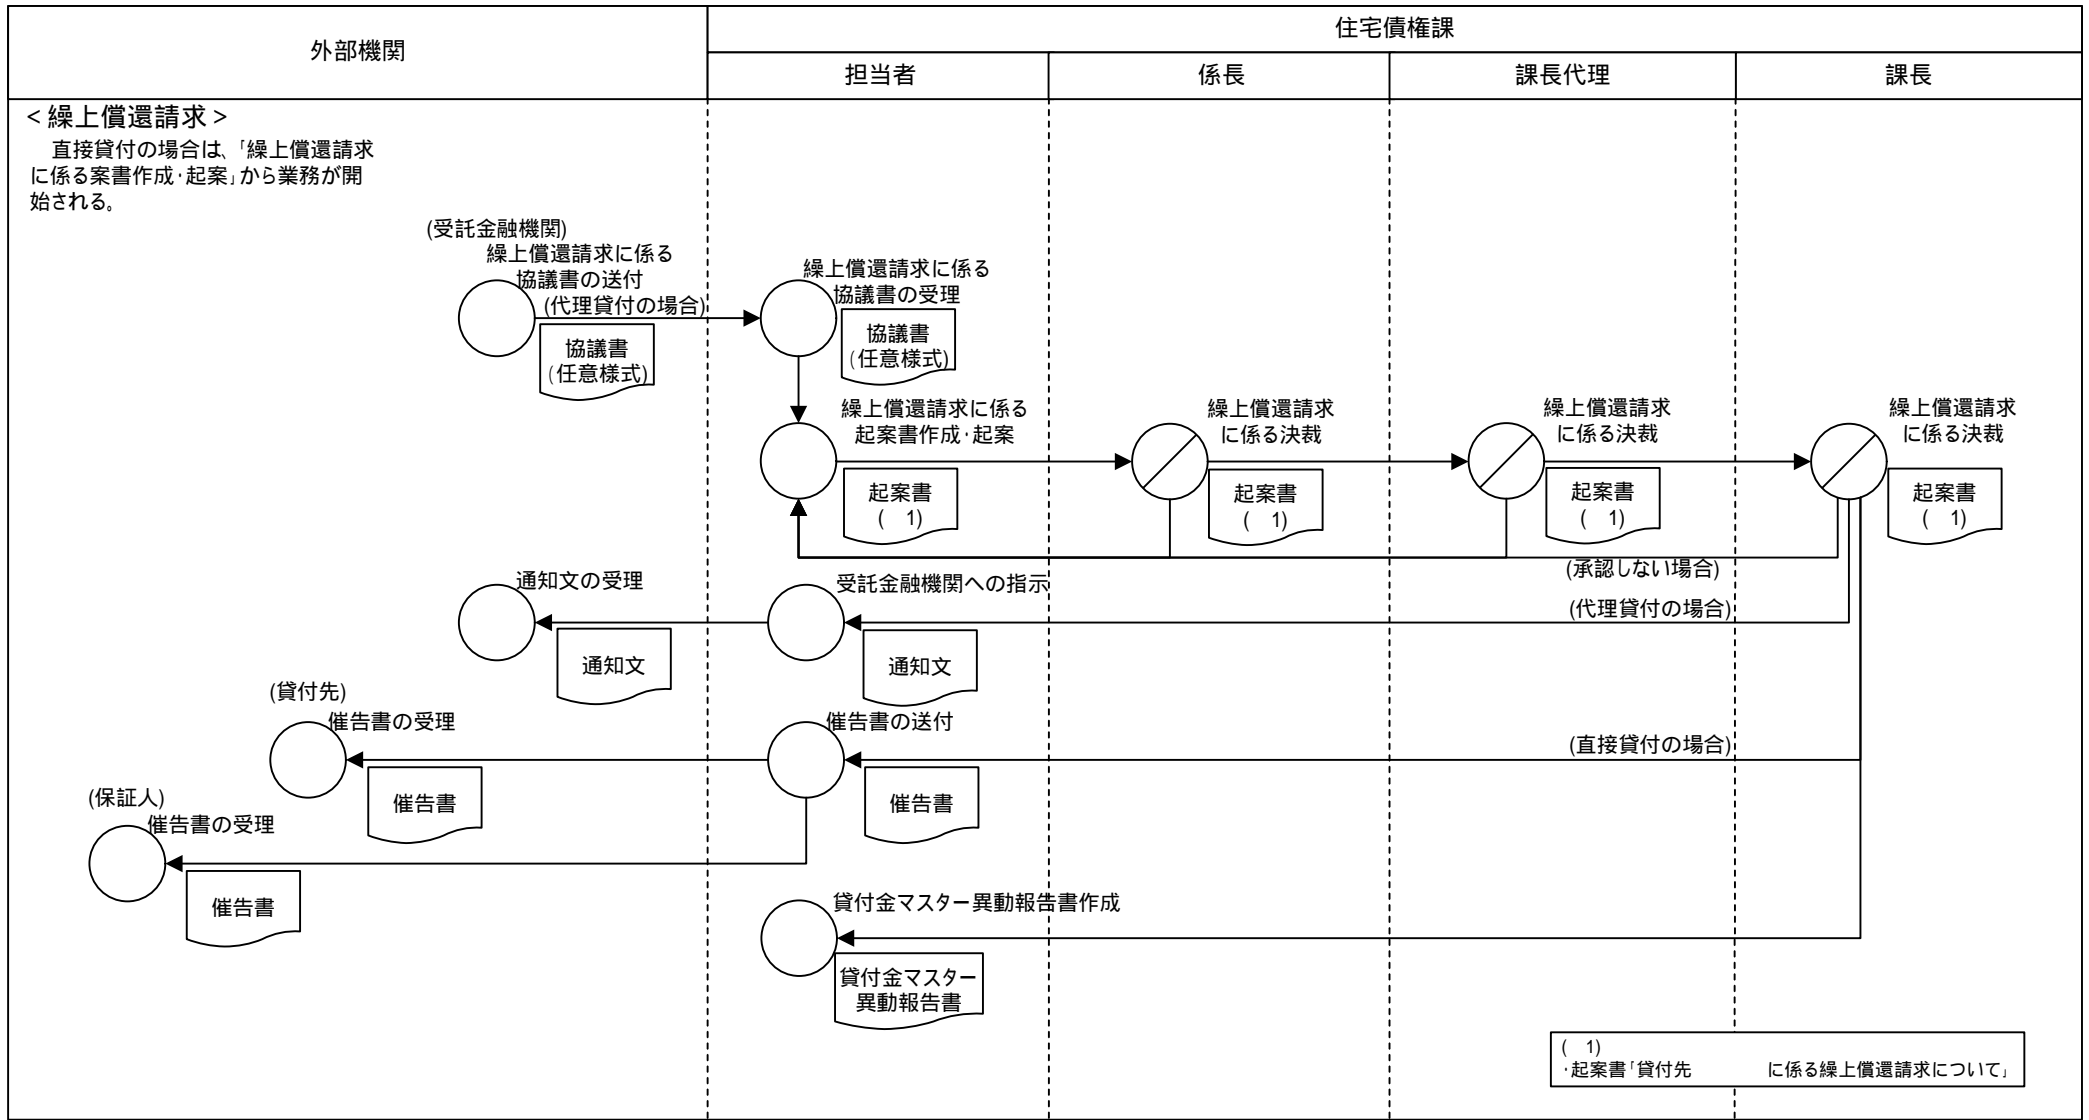 外部機関
住宅債権課
担当者
係長
課長代理
課長
<繰上償還請求>
直接貸付の場合は、「繰上償還請求
に係る案書作成・起案」から業務が開
始される。
(受託金融機関)
繰上償還請求に係る
協議書の送付
(代理貸付の場合)
協議書
(任意様式)
繰上償還請求に係る
協議書の受理
協議書
(任意様式)
繰上償還請求に係る
起案書作成・起案
起案書
(　1)
繰上償還請求
に係る決裁
起案書
(　1)
繰上償還請求
に係る決裁
起案書
(　1)
繰上償還請求
に係る決裁
起案書
(　1)
(承認しない場合)
(代理貸付の場合)
受託金融機関への指示
通知文
通知文の受理
通知文
(直接貸付の場合)
催告書の送付
催告書
(貸付先)
催告書の受理
催告書
(保証人)
催告書の受理
催告書
貸付金マスター異動報告書作成
貸付金マスター
異動報告書
(　1)
・起案書「貸付先　　　　に係る繰上償還請求について」